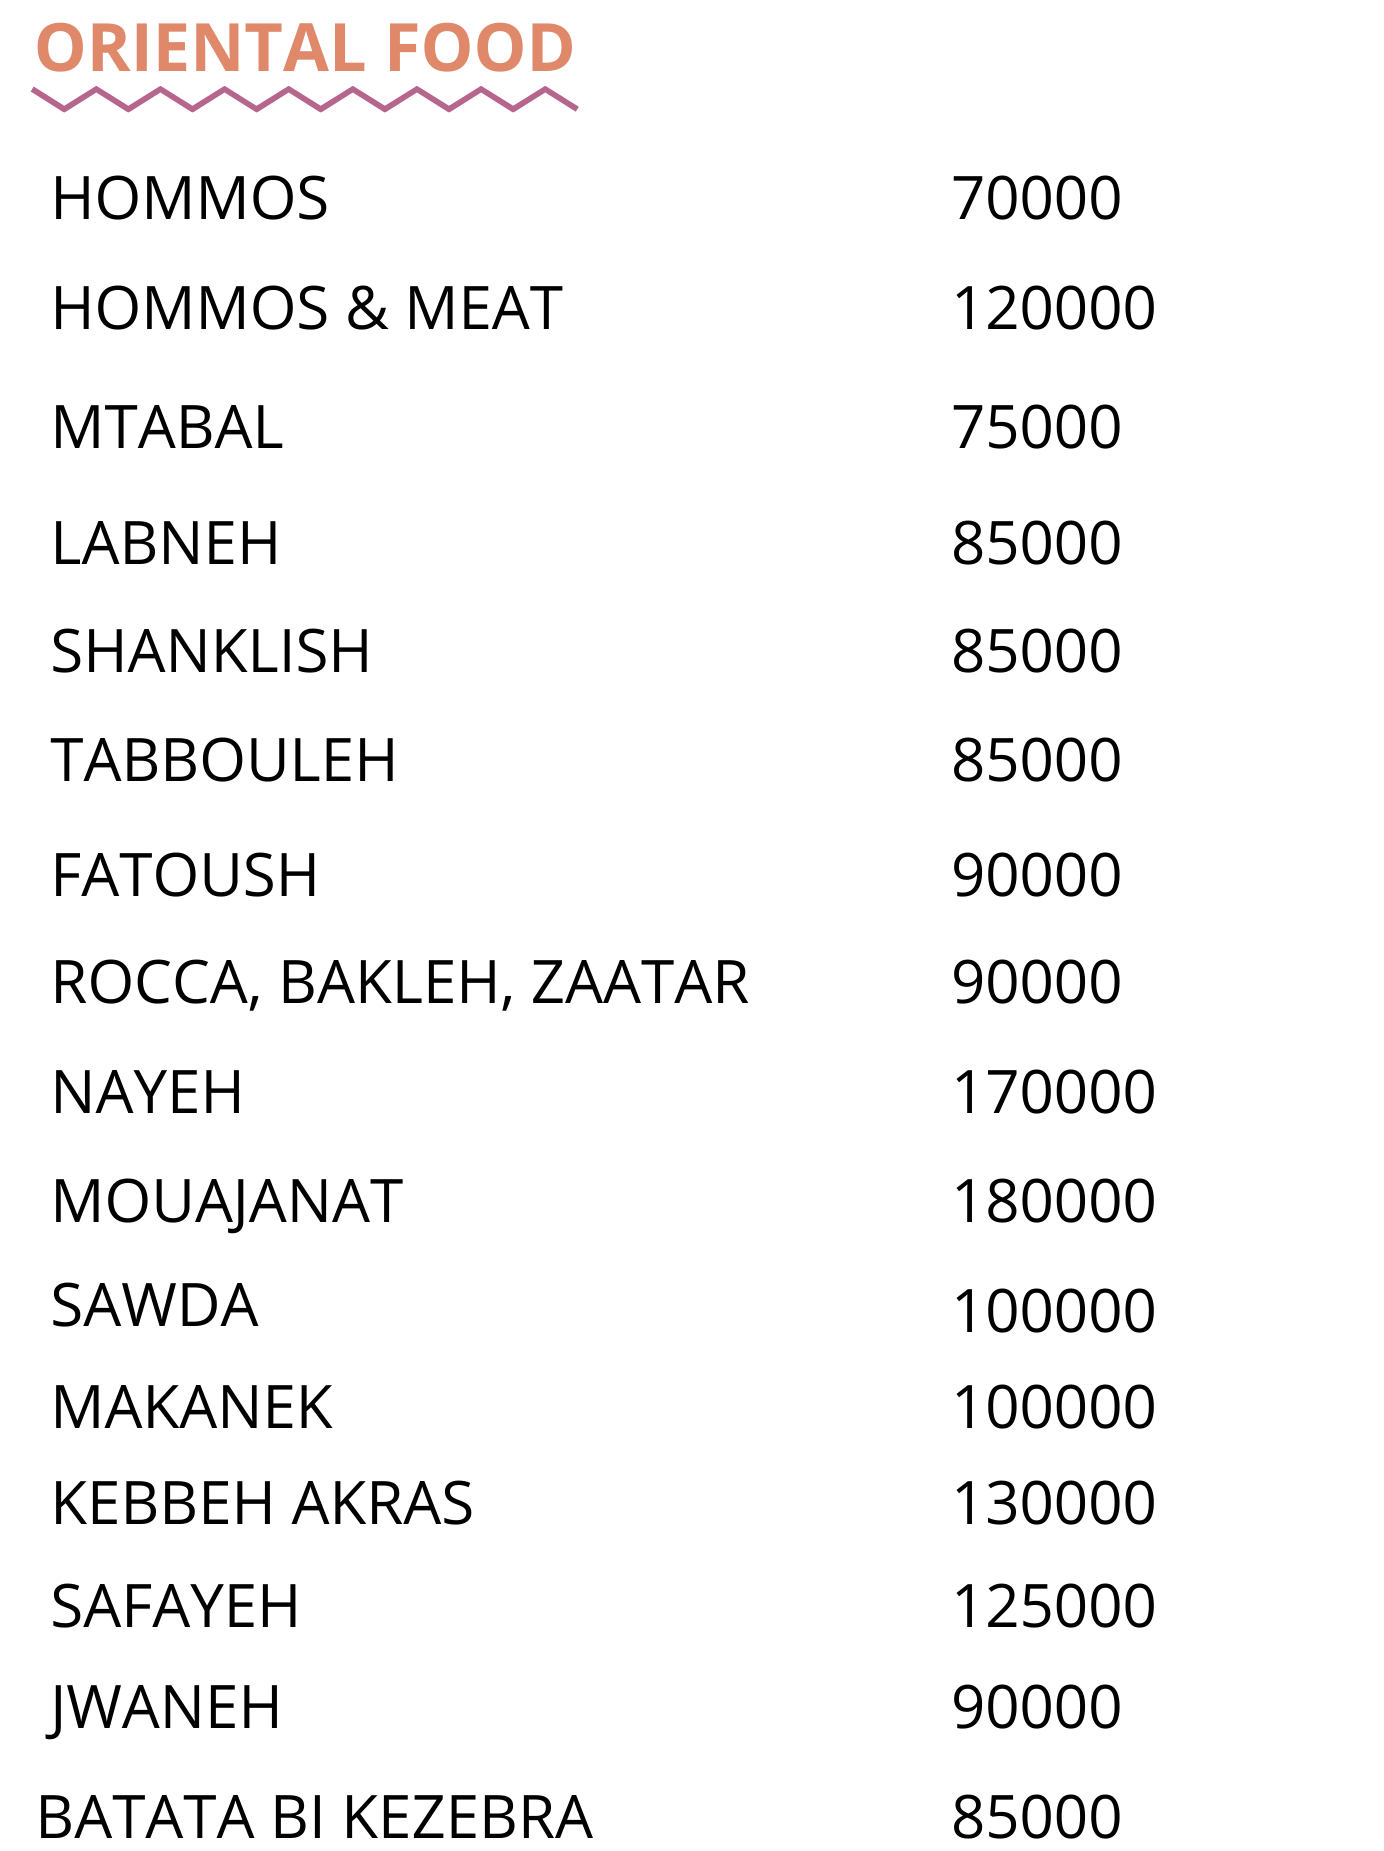 ORIENTAL FOOD
HOMMOS 70000
HOMMOS & MEAT 120000
MTABAL 75000
LABNEH 85000
SHANKLISH 85000
TABBOULEH 85000
FATOUSH 90000
ROCCA, BAKLEH, ZAATAR 90000
NAYEH 170000
MOUAJANAT 180000
SAWDA 100000
MAKANEK 100000
KEBBEH AKRAS 130000
SAFAYEH 125000
JWANEH 90000
BATATA BI KEZEBRA 85000